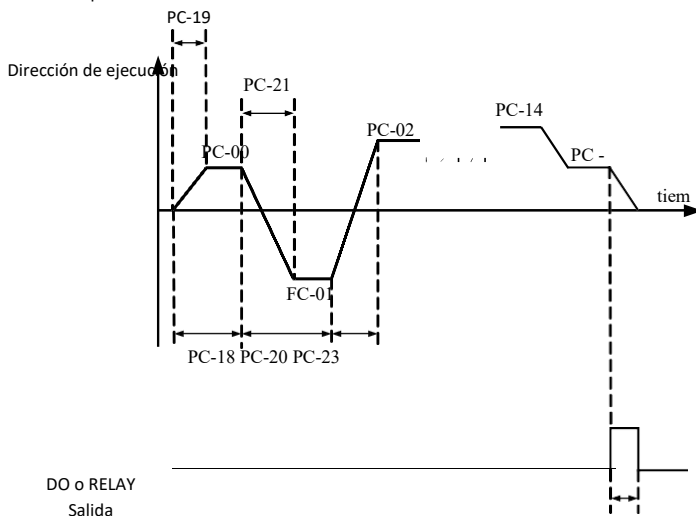 PC-19
Dirección de ejecución
PC-21
PC-14
PC-02
PC-00
PC -
tiem
FC-01
PC-18 PC-20 PC-23
DO o RELAY
Salida